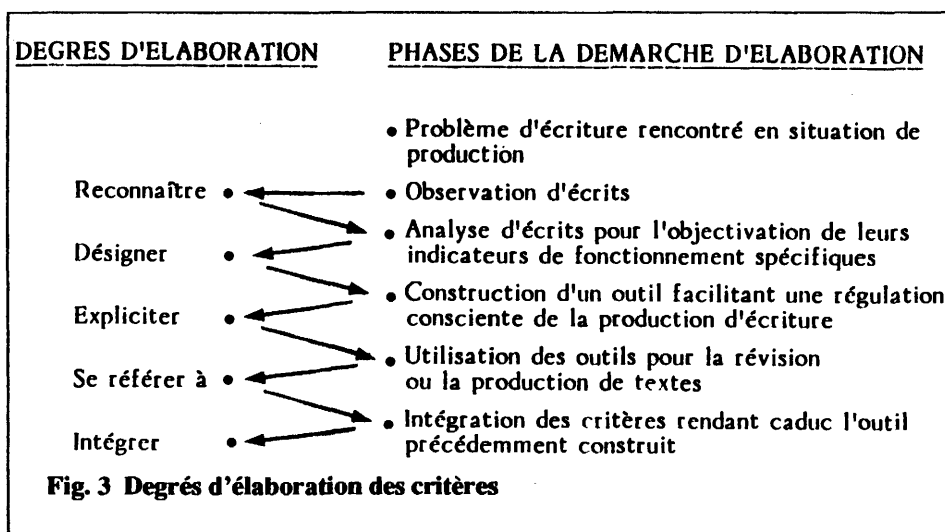 DEGRES D'ELABORATION
PHASES DE LA DEMARCHE D'ELABORATION
• Problème d'écriture rencontré en situation de
production
Reconnaître •
• Observation d'écrits
Désigner •
• Analyse d'écrits pour l'objectivation de leurs
indicateurs de fonctionnement spécifiques
Expliciter •
• Construction d'un outil facilitant une régulation
consciente de la production d'écriture
Se référer à •
• Utilisation des outils pour la révision
ou la production de textes
Intégrer •
• Intégration des critères rendant caduc l'outil
précédemment construit
Fig. 3 Degrés d'élaboration des critères